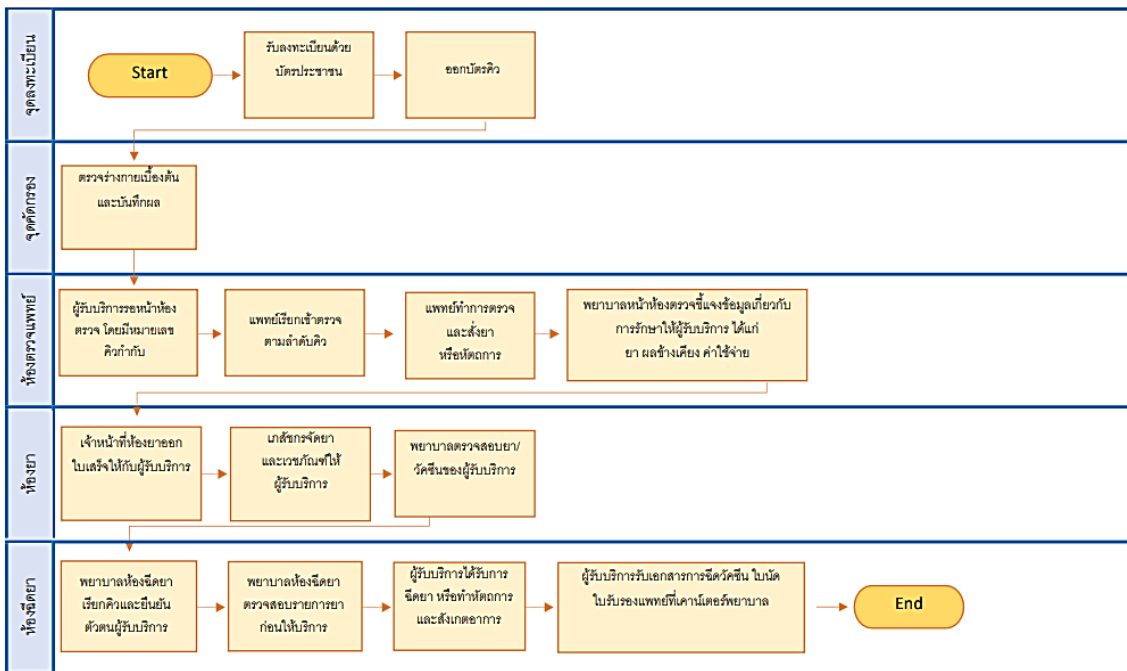 จุดลงทะเบียน
Start
รับลงทะเบียนด้วย
บัตรประชาชน
ออกบัตรคิว
จุดคัดกรอง
ตรวจร่างกายเบื้องต้น
และบันทึกผล
ห้องตรวจแพทย์
ผู้รับบริการรอหน้าห้อง
ตรวจ โดยมีหมายเลข
คิวกำกับ
แพทย์เรียกเข้าตรวจ
ตามลำดับคิว
แพทย์ทำการตรวจ
และสั่งยา
หรือหัตถการ
พยาบาลหน้าห้องตรวจชี้แจงข้อมูลเกี่ยวกับ
การรักษาให้ผู้รับบริการ ได้แก่
ยา ผลข้างเคียง ค่าใช้จ่าย
ห้องยา
เจ้าหน้าที่ห้องยาออก
ใบเสร็จให้กับผู้รับบริการ
เภสัชกรจัดยา
และเวชภัณฑ์ให้
ผู้รับบริการ
พยาบาลตรวจสอบยา/
วัคซีนของผู้รับบริการ
ห้องฉีดยา
พยาบาลห้องฉีดยา
เรียกคิวและยืนยัน
ตัวตนผู้รับบริการ
พยาบาลห้องฉีดยา
ตรวจสอบรายการยา
ก่อนให้บริการ
ผู้รับบริการได้รับการ
ฉีดยา หรือทำหัตถการ
และสังเกตอาการ
ผู้รับบริการรับเอกสารการฉีดวัคซีน ใบนัด
ใบรับรองแพทย์ที่เคาน์เตอร์พยาบาล
End